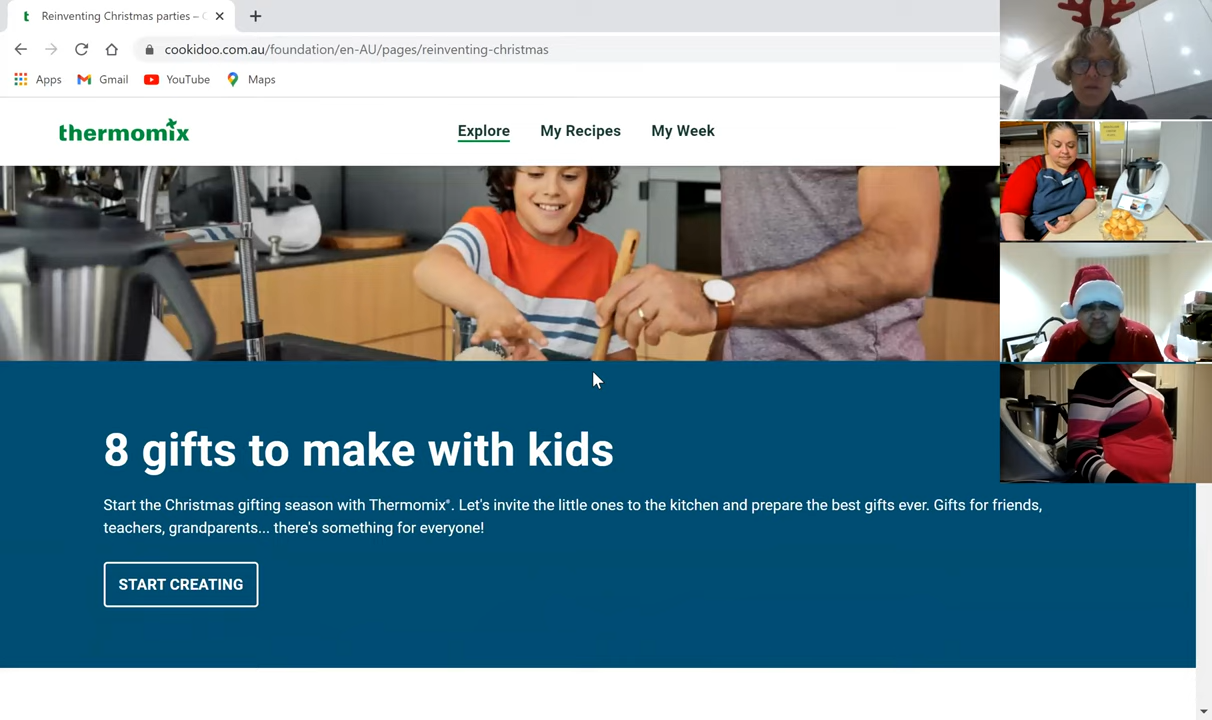 Reinventing Christmas parties –
cookidoo.com.au/foundation/en-AU/pages/reinventing-christmas
Apps Gmail YouTube Maps
thermomix
Explore My Recipes My Week
8 gifts to make with kids
Start the Christmas gifting season with Thermomix®. Let's invite the little ones to the kitchen and prepare the best gifts ever. Gifts for friends,
teachers, grandparents... there's something for everyone!
START CREATING